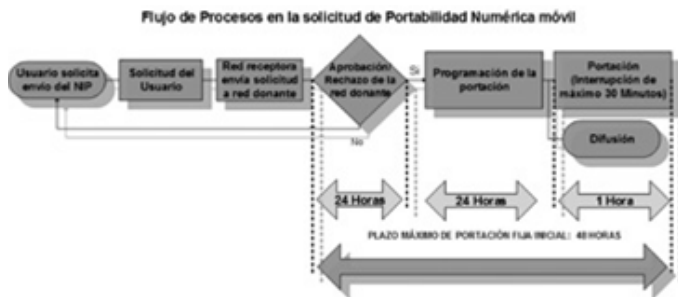 Flujo de Procesos en la solicitud de Portabilidad Numérica móvil
Usuario solicita
envío del NIP
Solicitud del
Usuario
Red receptora
envía solicitud
a red donante
Aprobación/
Rechazo de la
red donante
Si
No
Programación de la
portación
Portación
(Interrupción de
máximo 30 Minutos)
Difusión
24 Horas
24 Horas
1 Hora
PLAZO MÁXIMO DE PORTACIÓN FIJA INICIAL: 48 HORAS